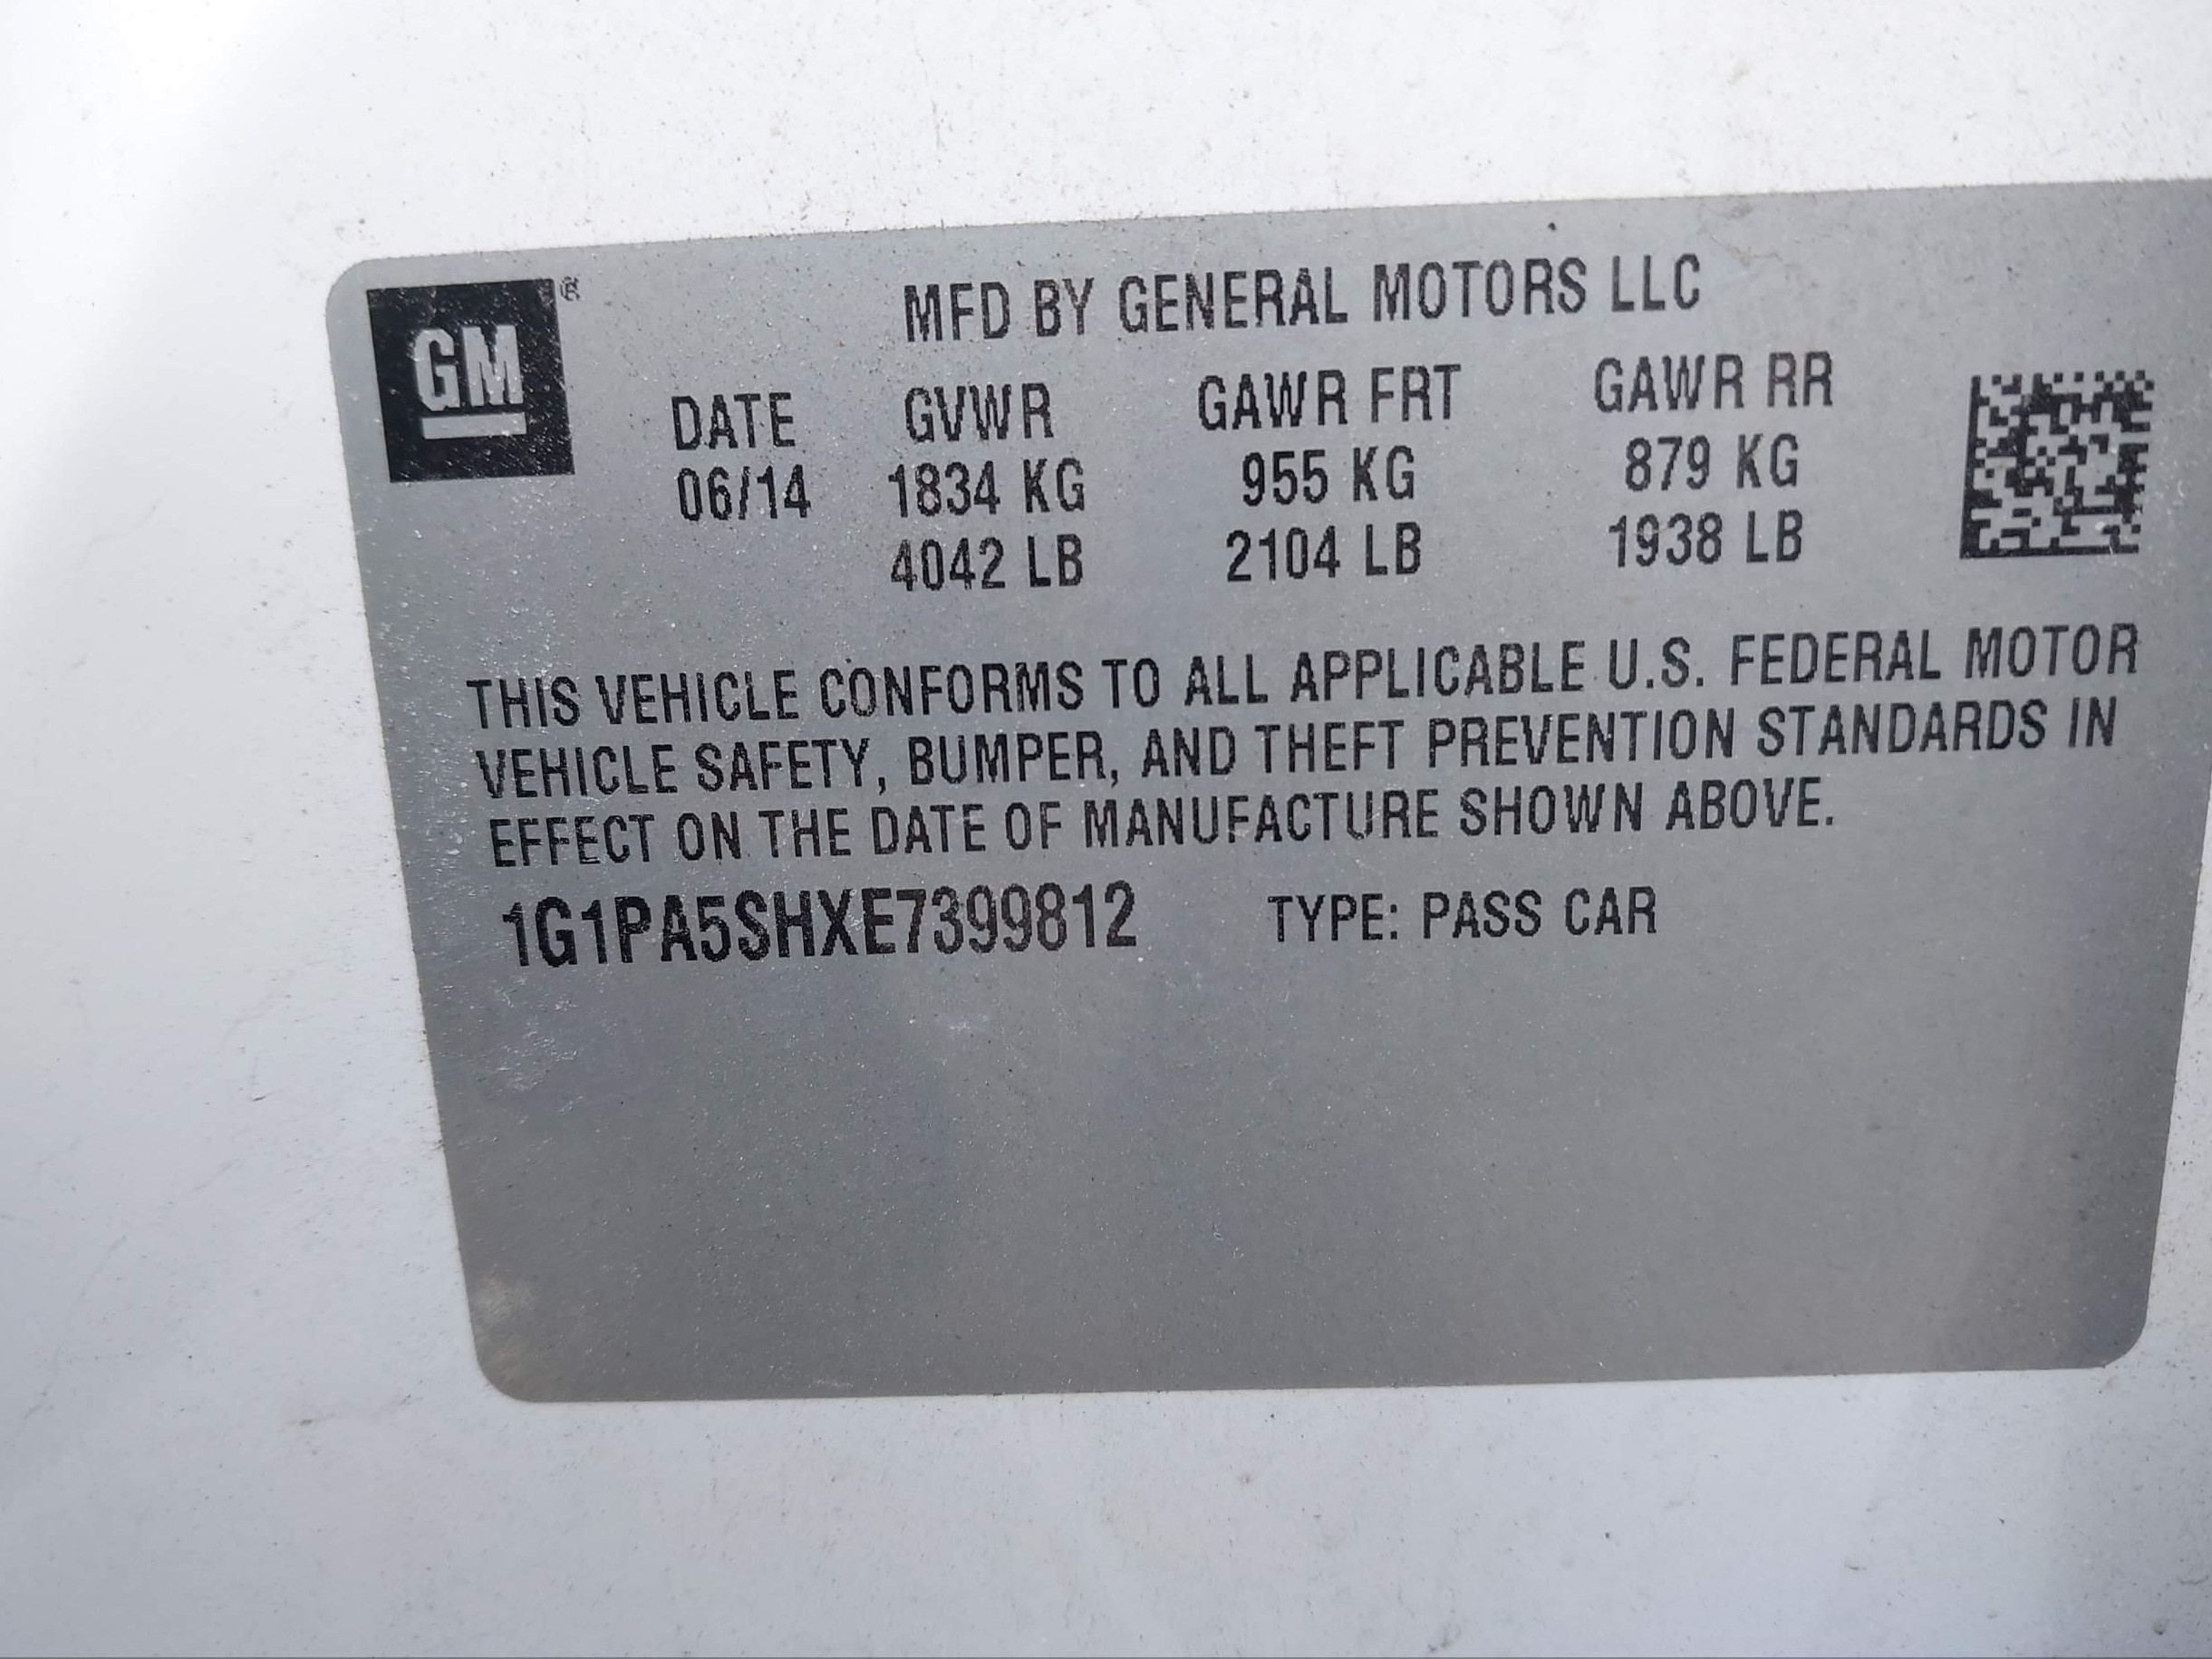 GM ®
MFD BY GENERAL MOTORS LLC
DATE GVWR GAWR FRT GAWR RR
06/14 1834 KG 955 KG 879 KG
4042 LB 2104 LB 1938 LB
THIS VEHICLE CONFORMS TO ALL APPLICABLE U.S. FEDERAL MOTOR
VEHICLE SAFETY, BUMPER, AND THEFT PREVENTION STANDARDS IN
EFFECT ON THE DATE OF MANUFACTURE SHOWN ABOVE.
1G1PA5SHXE7399812 TYPE: PASS CAR